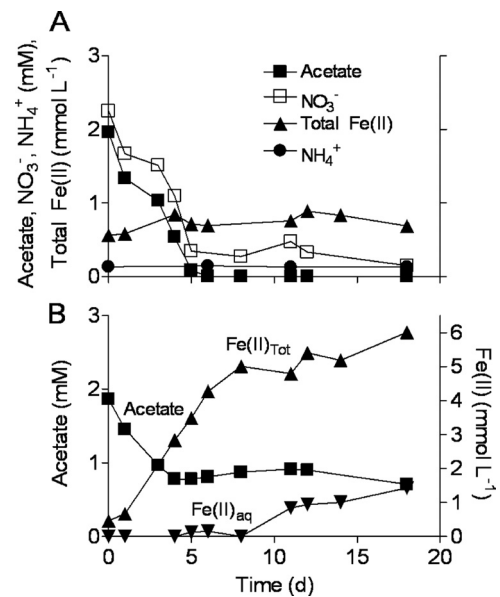 A
Acetate, NO₃⁻, NH₄⁺ (mM),
Total Fe(II) (mmol L⁻¹)
3
2
1
0
Acetate
NO₃⁻
Total Fe(II)
NH₄⁺
B
Acetate (mM)
3
2
1
0
Fe(II)Tot
Acetate
Fe(II)aq
6
5
4
3
2
1
0
Fe(II) (mmol L⁻¹)
0 5 10 15 20
Time (d)